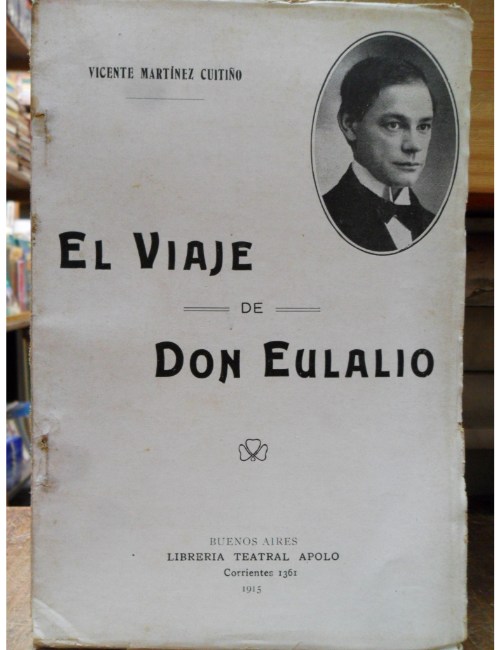 VICENTE MARTÍNEZ CUITIÑO
EL VIAJE
DE
DON EULALIO
BUENOS AIRES
LIBRERIA TEATRAL APOLO
Corrientes 1361
1915